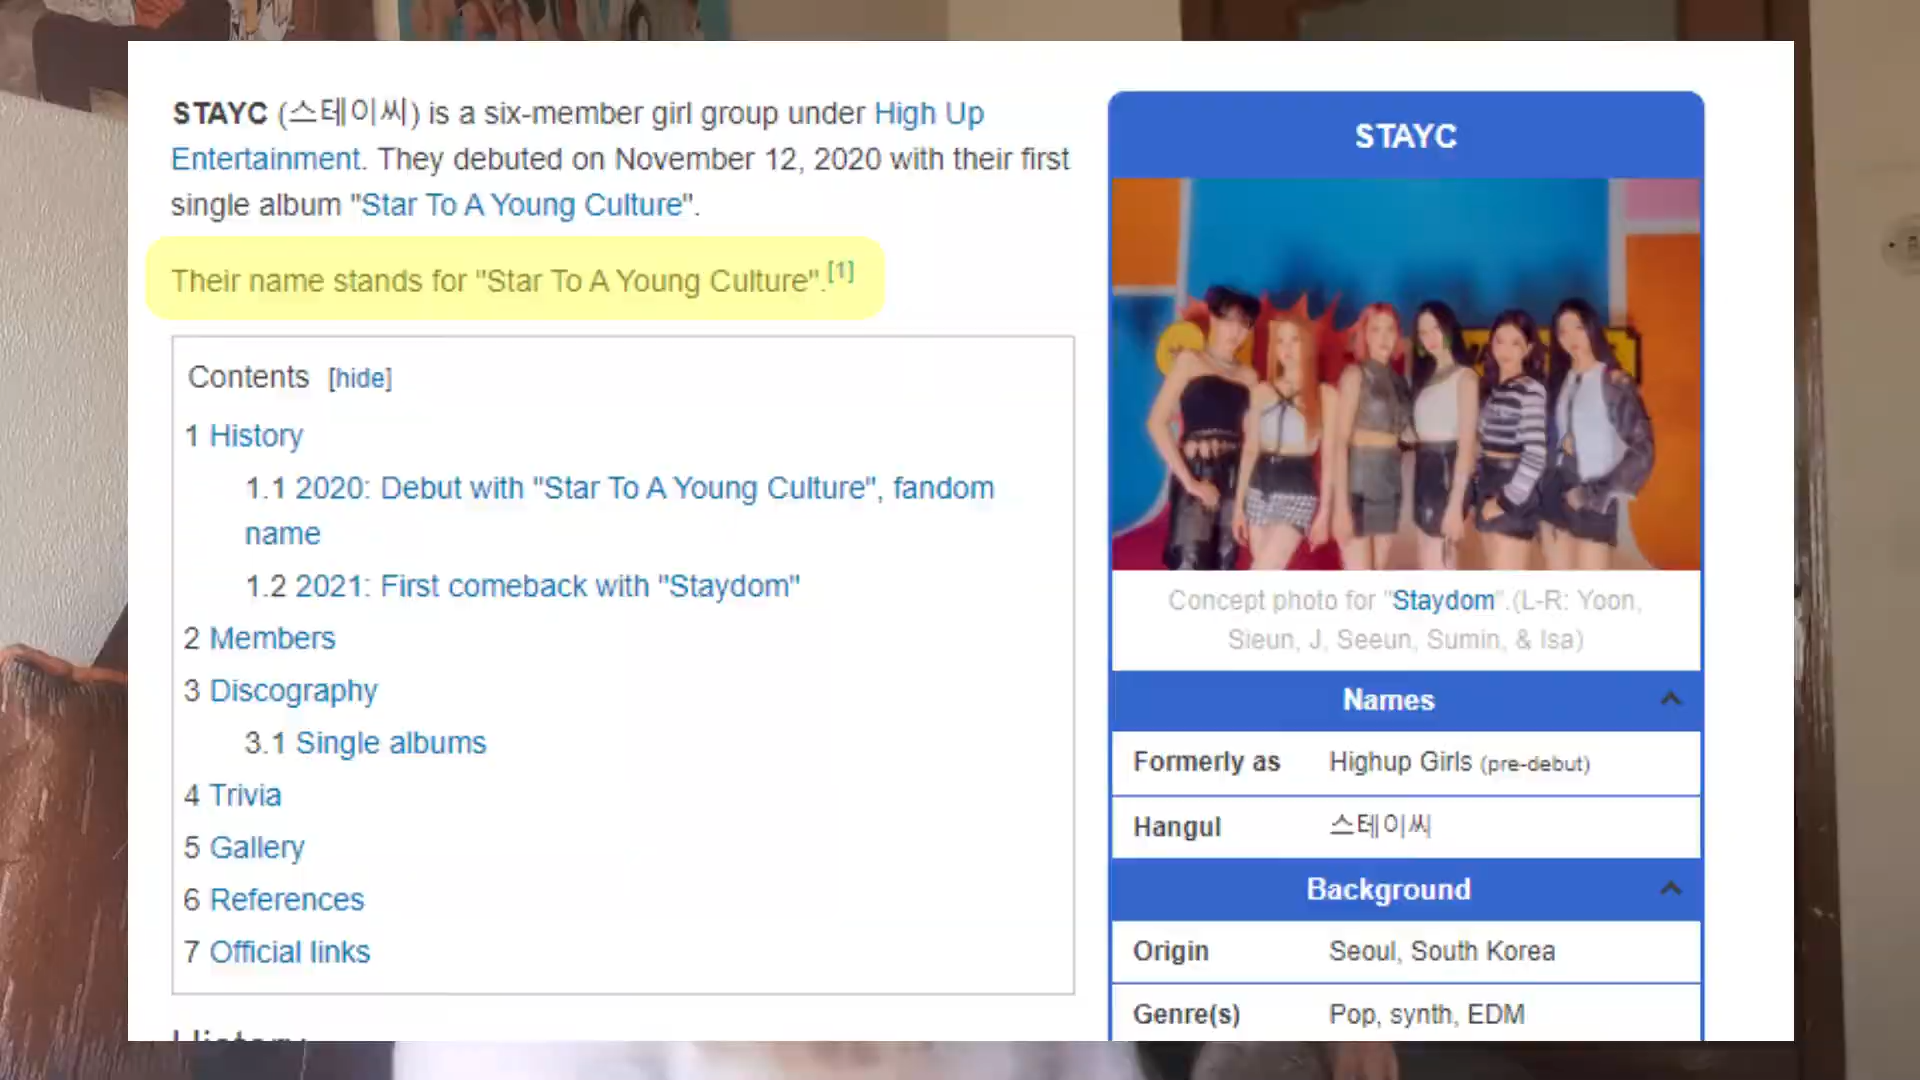 STAYC (스테이씨) is a six-member girl group under High Up
Entertainment. They debuted on November 12, 2020 with their first
single album "Star To A Young Culture".
Their name stands for "Star To A Young Culture".[1]
Contents [hide]
1 History
1.1 2020: Debut with "Star To A Young Culture", fandom
name
1.2 2021: First comeback with "Staydom"
2 Members
3 Discography
3.1 Single albums
4 Trivia
5 Gallery
6 References
7 Official links
History
STAYC
Concept photo for "Staydom".(L-R: Yoon,
Sieun, J, Seeun, Sumin, & Isa)
Names
Formerly as Highup Girls (pre-debut)
Hangul 스테이씨
Background
Origin Seoul, South Korea
Genre(s) Pop, synth, EDM